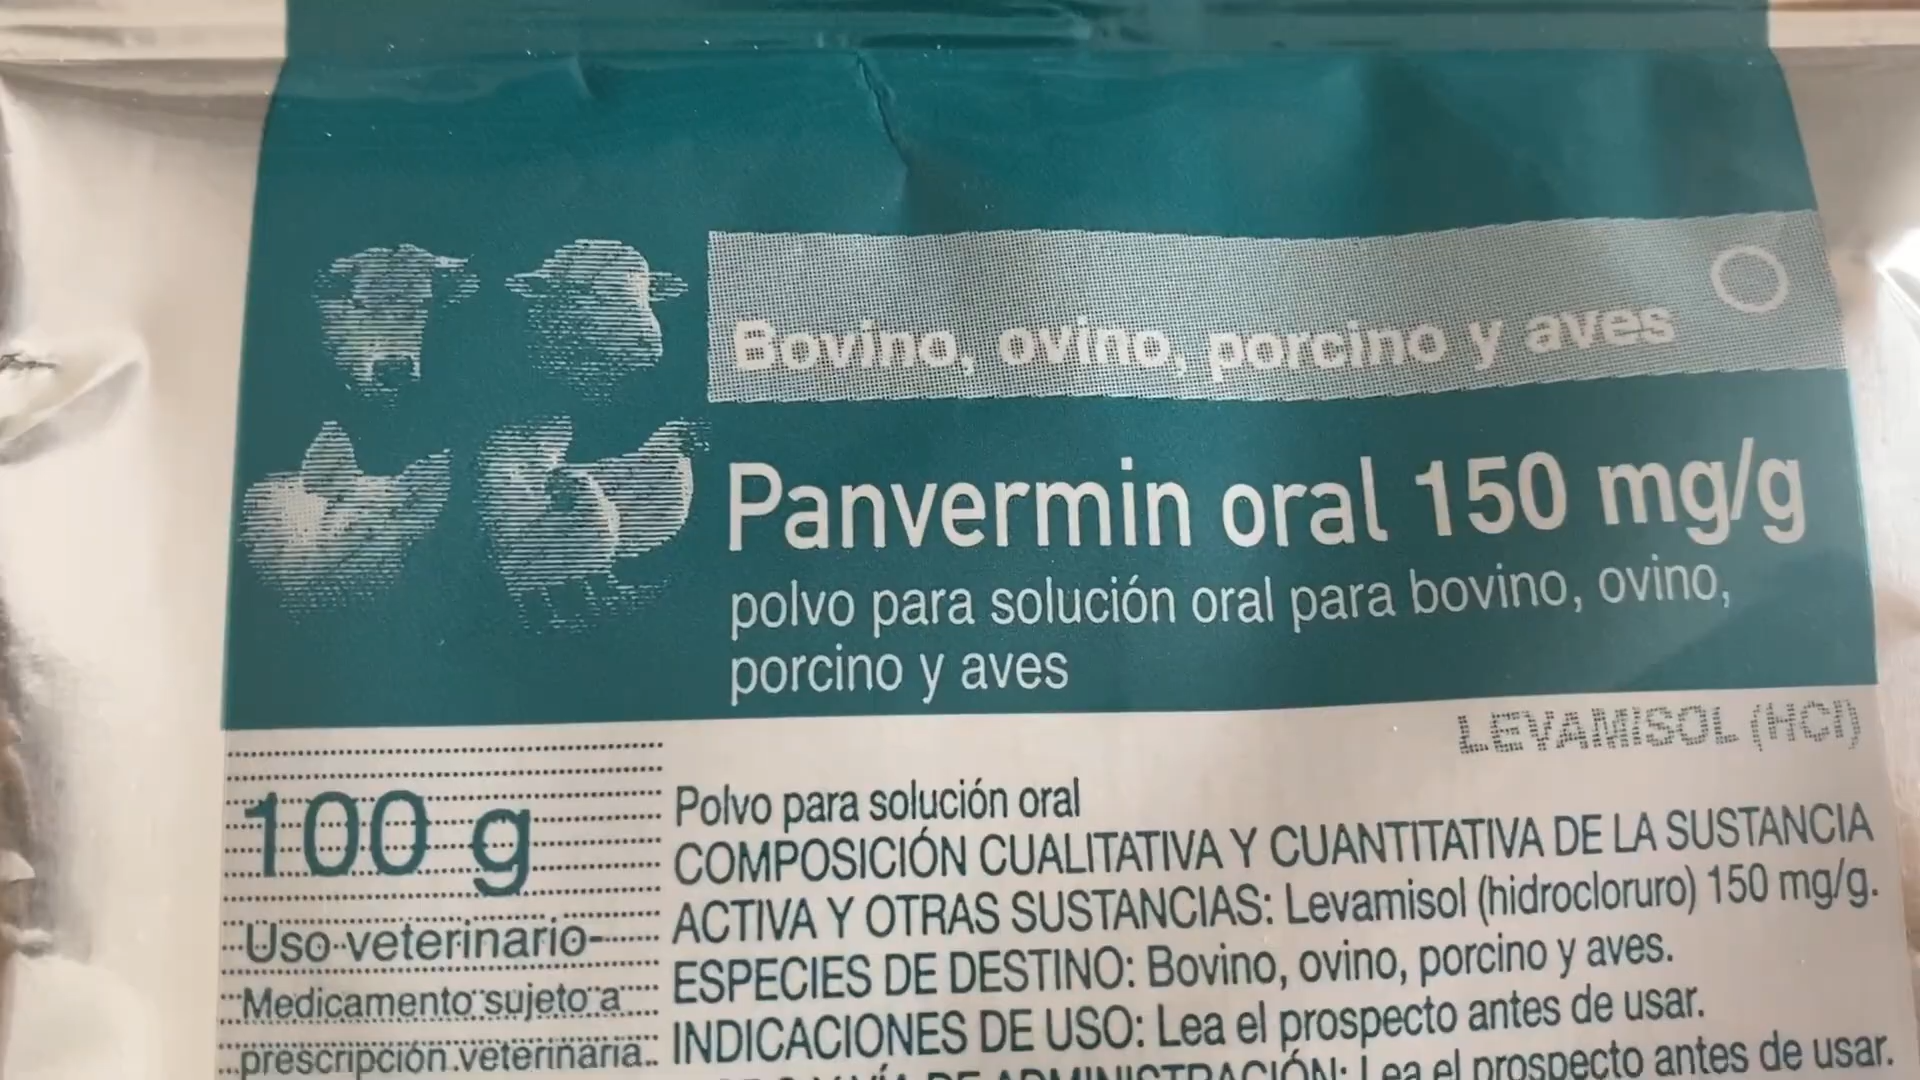 Bovino, ovino, porcino y aves
Panvermin oral 150 mg/g
polvo para solución oral para bovino, ovino,
porcino y aves
LEVAMISOL (HCl)
100 g
Uso veterinario
Medicamento sujeto a
prescripción veterinaria
Polvo para solución oral
COMPOSICIÓN CUALITATIVA Y CUANTITATIVA DE LA SUSTANCIA
ACTIVA Y OTRAS SUSTANCIAS: Levamisol (hidrocloruro) 150 mg/g.
ESPECIES DE DESTINO: Bovino, ovino, porcino y aves.
INDICACIONES DE USO: Lea el prospecto antes de usar.
VÍA DE ADMINISTRACIÓN: Lea el prospecto antes de usar.